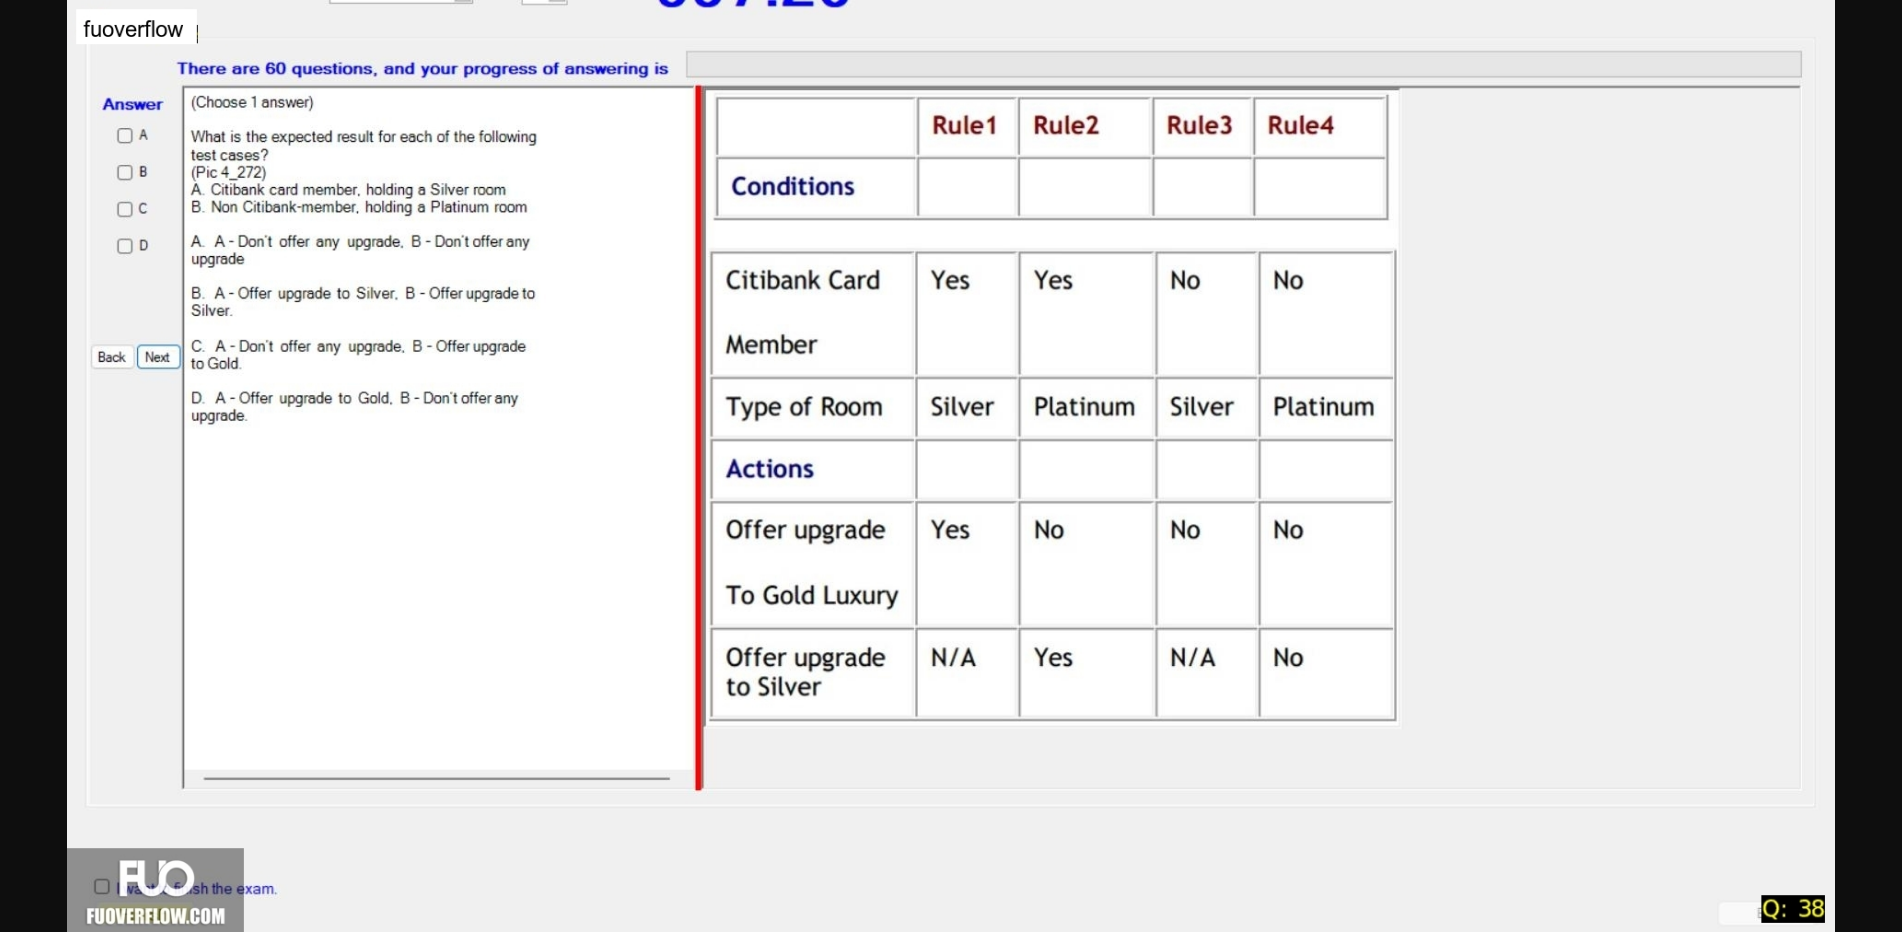 fuoverflow
There are 60 questions, and your progress of answering is
Answer
A
B
C
D
Back
Next
(Choose 1 answer)
What is the expected result for each of the following
test cases?
(Pic 4_272)
A. Citibank card member, holding a Silver room
B. Non Citibank-member, holding a Platinum room
A. A - Don't offer any upgrade, B - Don't offer any
upgrade
B. A - Offer upgrade to Silver, B - Offer upgrade to
Silver.
C. A - Don't offer any upgrade, B - Offer upgrade
to Gold.
D. A - Offer upgrade to Gold, B - Don't offer any
upgrade.
Rule1 Rule2 Rule3 Rule4
Conditions
Citibank Card Yes Yes No No
Member
Type of Room Silver Platinum Silver Platinum
Actions
Offer upgrade Yes No No No
To Gold Luxury
Offer upgrade N/A Yes N/A No
to Silver
FUO
the exam.
FUOVERFLOW.COM
Q: 38